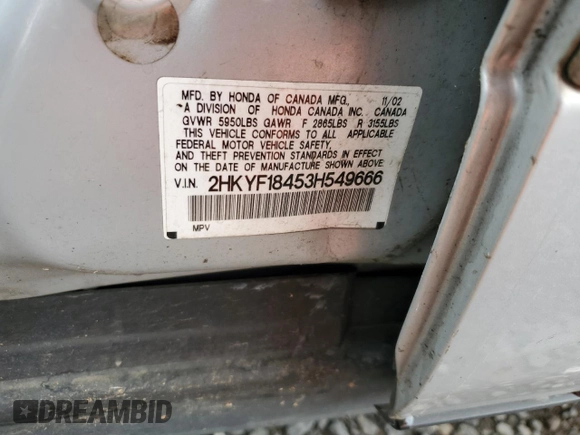 MFD. BY HONDA OF CANADA MFG., 11/02
A DIVISION OF HONDA CANADA INC. CANADA
GVWR 5950LBS GAWR F 2865LBS R 3155LBS
THIS VEHICLE CONFORMS TO ALL APPLICABLE
FEDERAL MOTOR VEHICLE SAFETY,
AND THEFT PREVENTION STANDARDS IN EFFECT
ON THE DATE OF MANUFACTURE SHOWN ABOVE.
V.I.N. 2HKYF18453H549666
MPV
DREAMBID